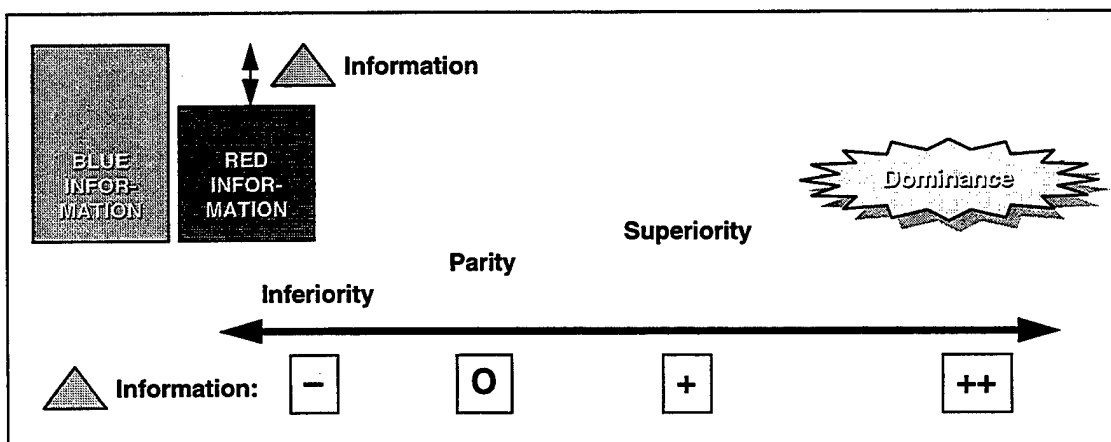 Information
BLUE
INFOR-
MATION
RED
INFOR-
MATION
Dominance
Superiority
Parity
Inferiority
Information:
−
O
+
++